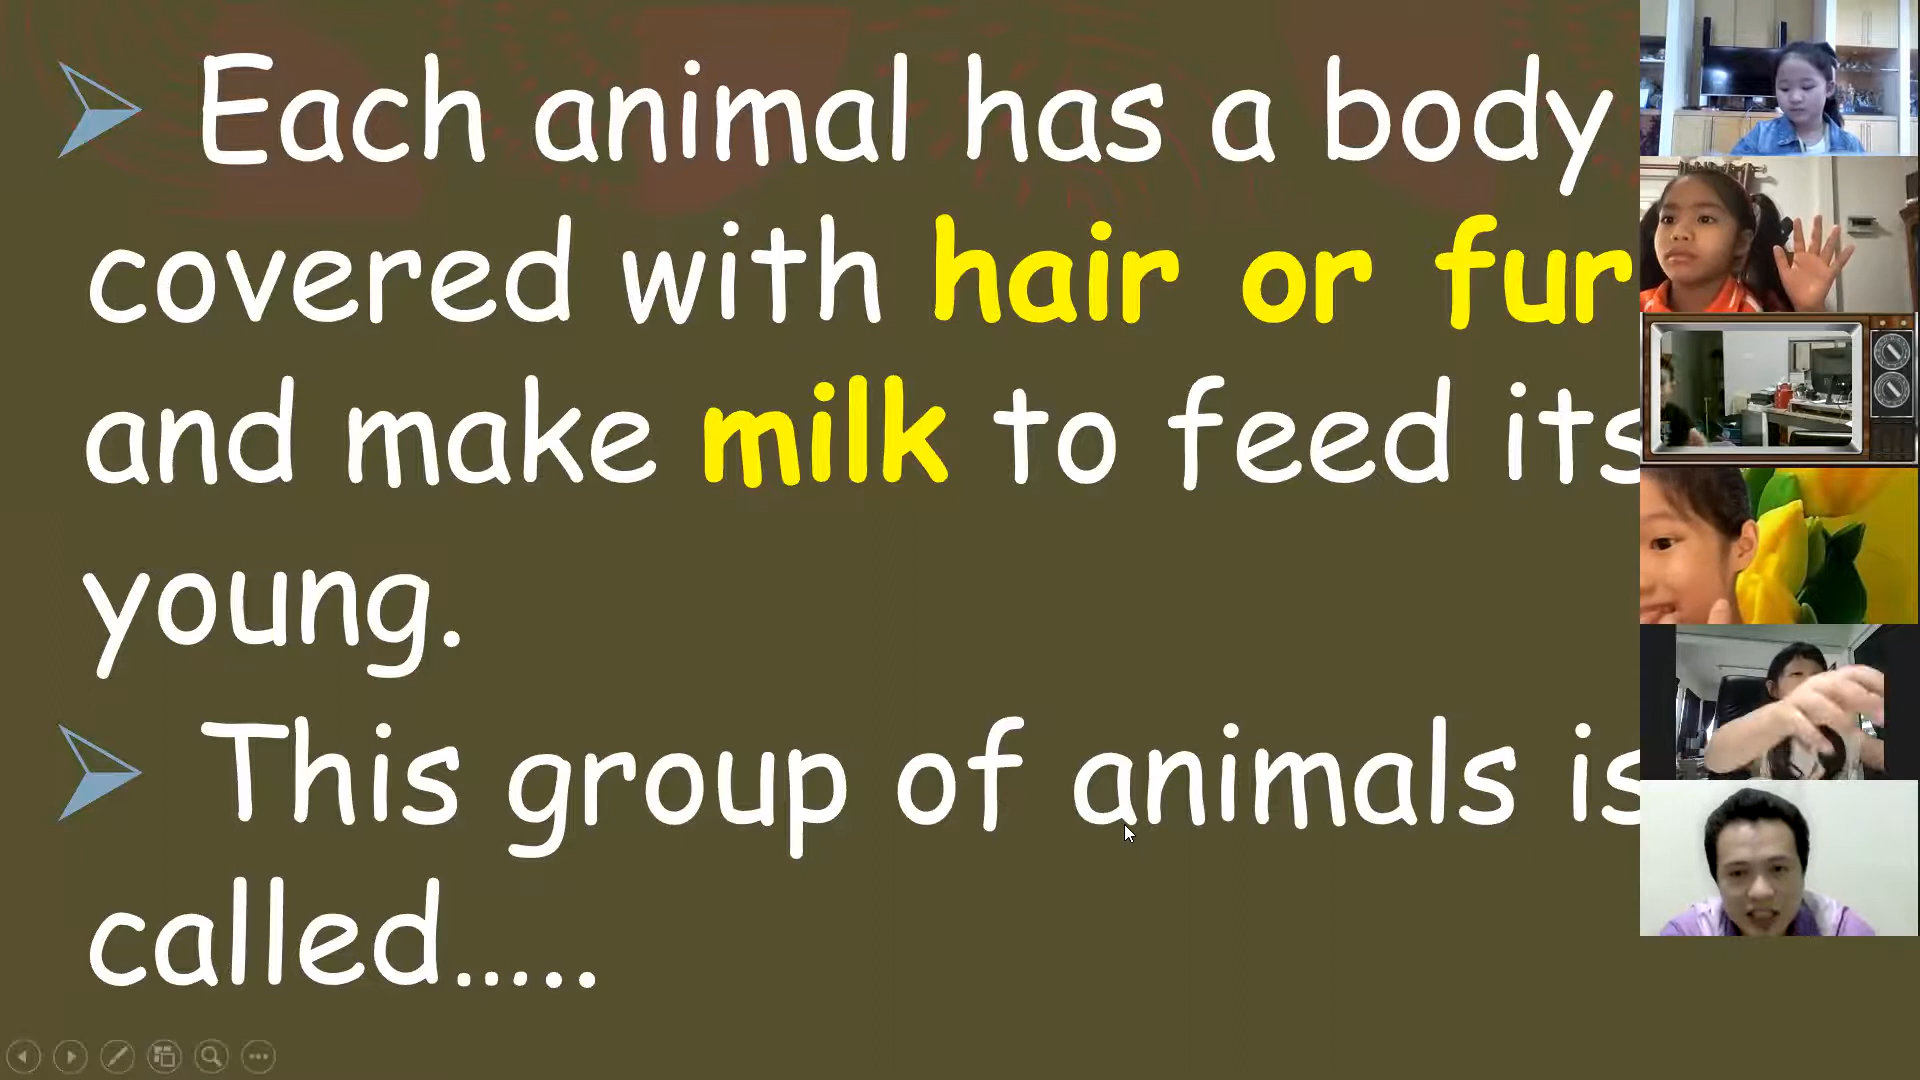 Each animal has a body
covered with hair or fur
and make milk to feed its
young.
This group of animals is
called.....